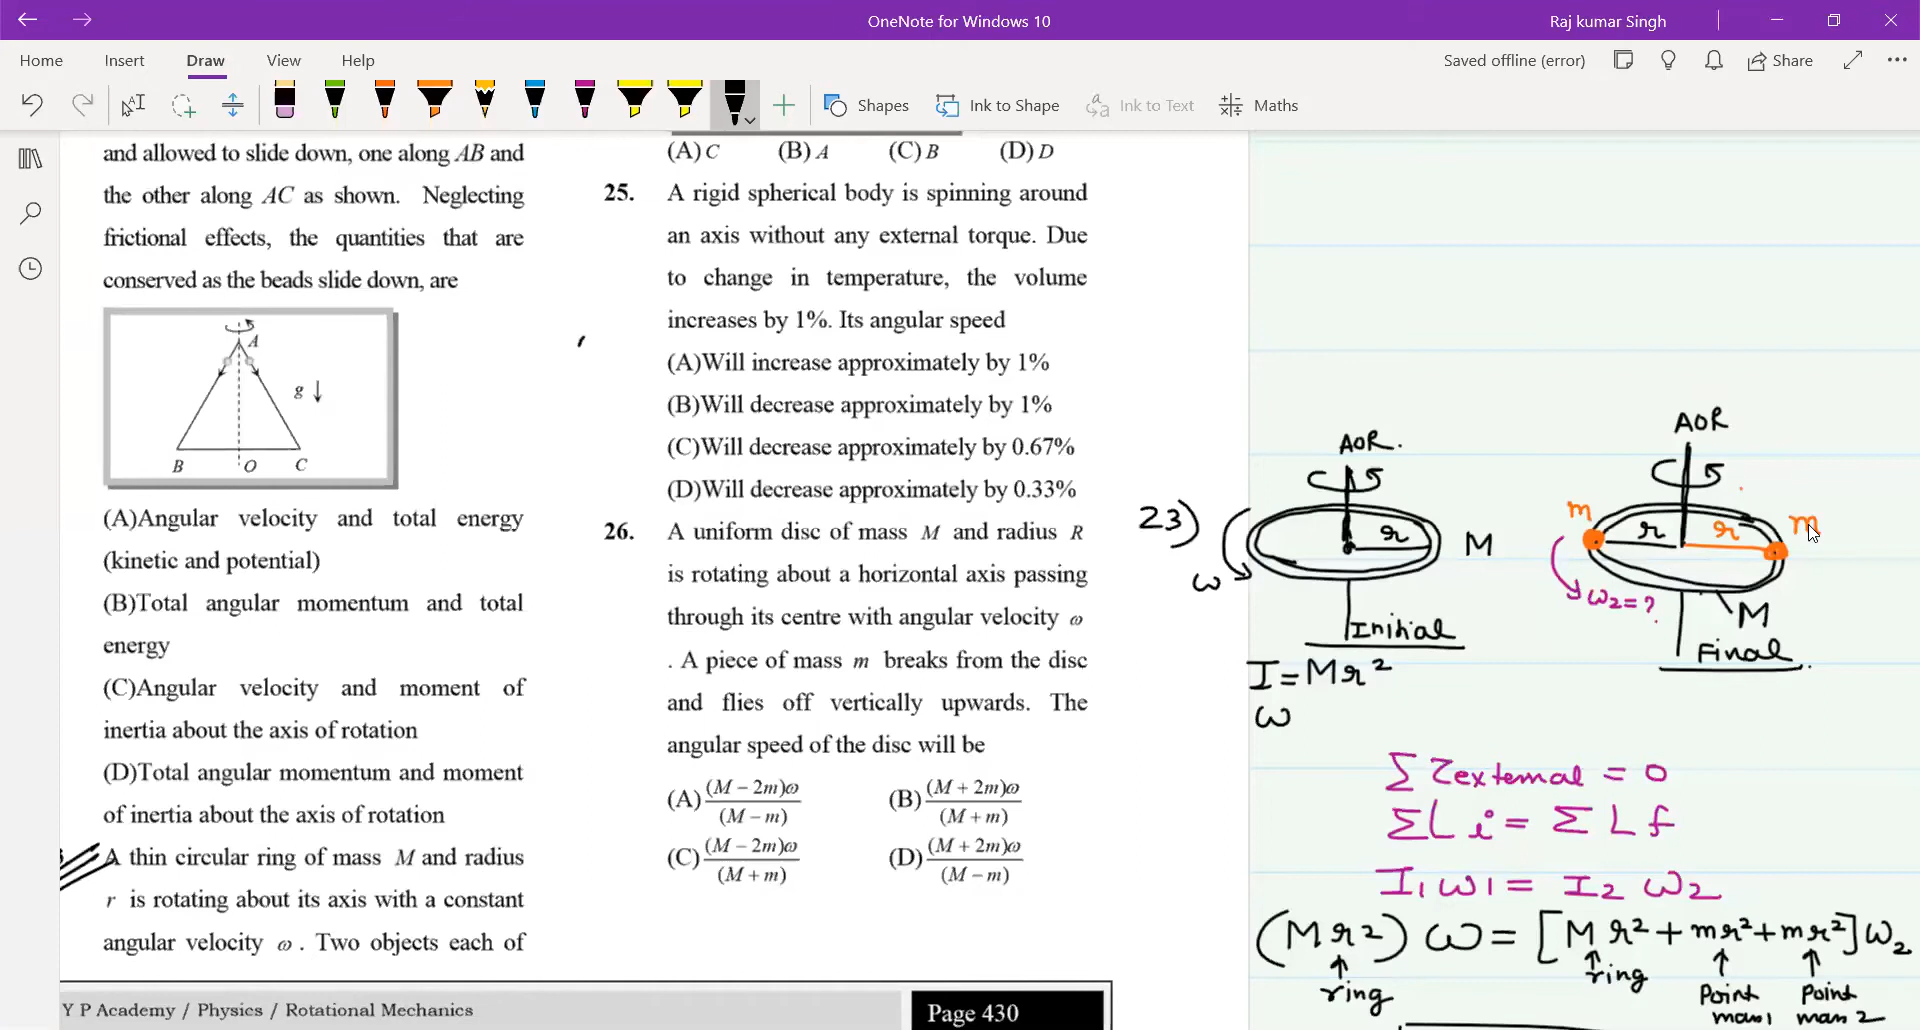 OneNote for Windows 10
Raj kumar Singh
Home Insert Draw View Help
Saved offline (error) Share
Shapes Ink to Shape Ink to Text Maths
and allowed to slide down, one along AB and
the other along AC as shown. Neglecting
frictional effects, the quantities that are
conserved as the beads slide down, are
A
g
B O C
(A)Angular velocity and total energy
(kinetic and potential)
(B)Total angular momentum and total
energy
(C)Angular velocity and moment of
inertia about the axis of rotation
(D)Total angular momentum and moment
of inertia about the axis of rotation
A thin circular ring of mass M and radius
r is rotating about its axis with a constant
angular velocity ω . Two objects each of
(A) C (B) A (C) B (D) D
25. A rigid spherical body is spinning around
an axis without any external torque. Due
to change in temperature, the volume
increases by 1%. Its angular speed
(A)Will increase approximately by 1%
(B)Will decrease approximately by 1%
(C)Will decrease approximately by 0.67%
(D)Will decrease approximately by 0.33%
26. A uniform disc of mass M and radius R
is rotating about a horizontal axis passing
through its centre with angular velocity ω
. A piece of mass m breaks from the disc
and flies off vertically upwards. The
angular speed of the disc will be
(A) (M − 2m)ω / (M − m) (B) (M + 2m)ω / (M + m)
(C) (M − 2m)ω / (M + m) (D) (M + 2m)ω / (M − m)
Y P Academy / Physics / Rotational Mechanics
Page 430
23)
AOR.
r M
ω
Initial
I = Mr²
ω
AOR
m r r m
ω2 = ?
M
Final
Σ τexternal = 0
Σ L i = Σ L f
I1 ω1 = I2 ω2
(Mr2) ω = [Mr² + mr² + mr²] ω2
↑ ↑ ↑ ↑
ring ring Point Point
mass 1 mass 2